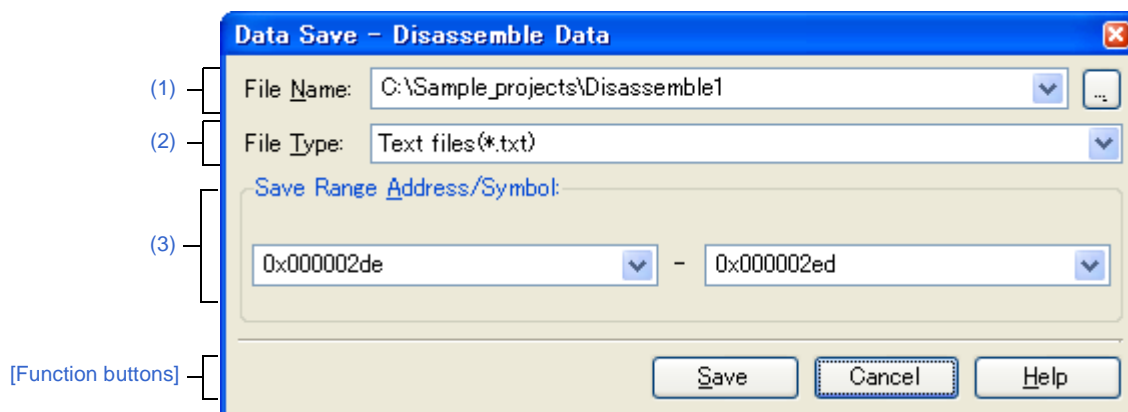 Data Save - Disassemble Data
(1)
File Name: C:\Sample_projects\Disassemble1 ...
(2)
File Type: Text files(*.txt)
Save Range Address/Symbol:
(3)
0x000002de - 0x000002ed
[Function buttons]
Save Cancel Help